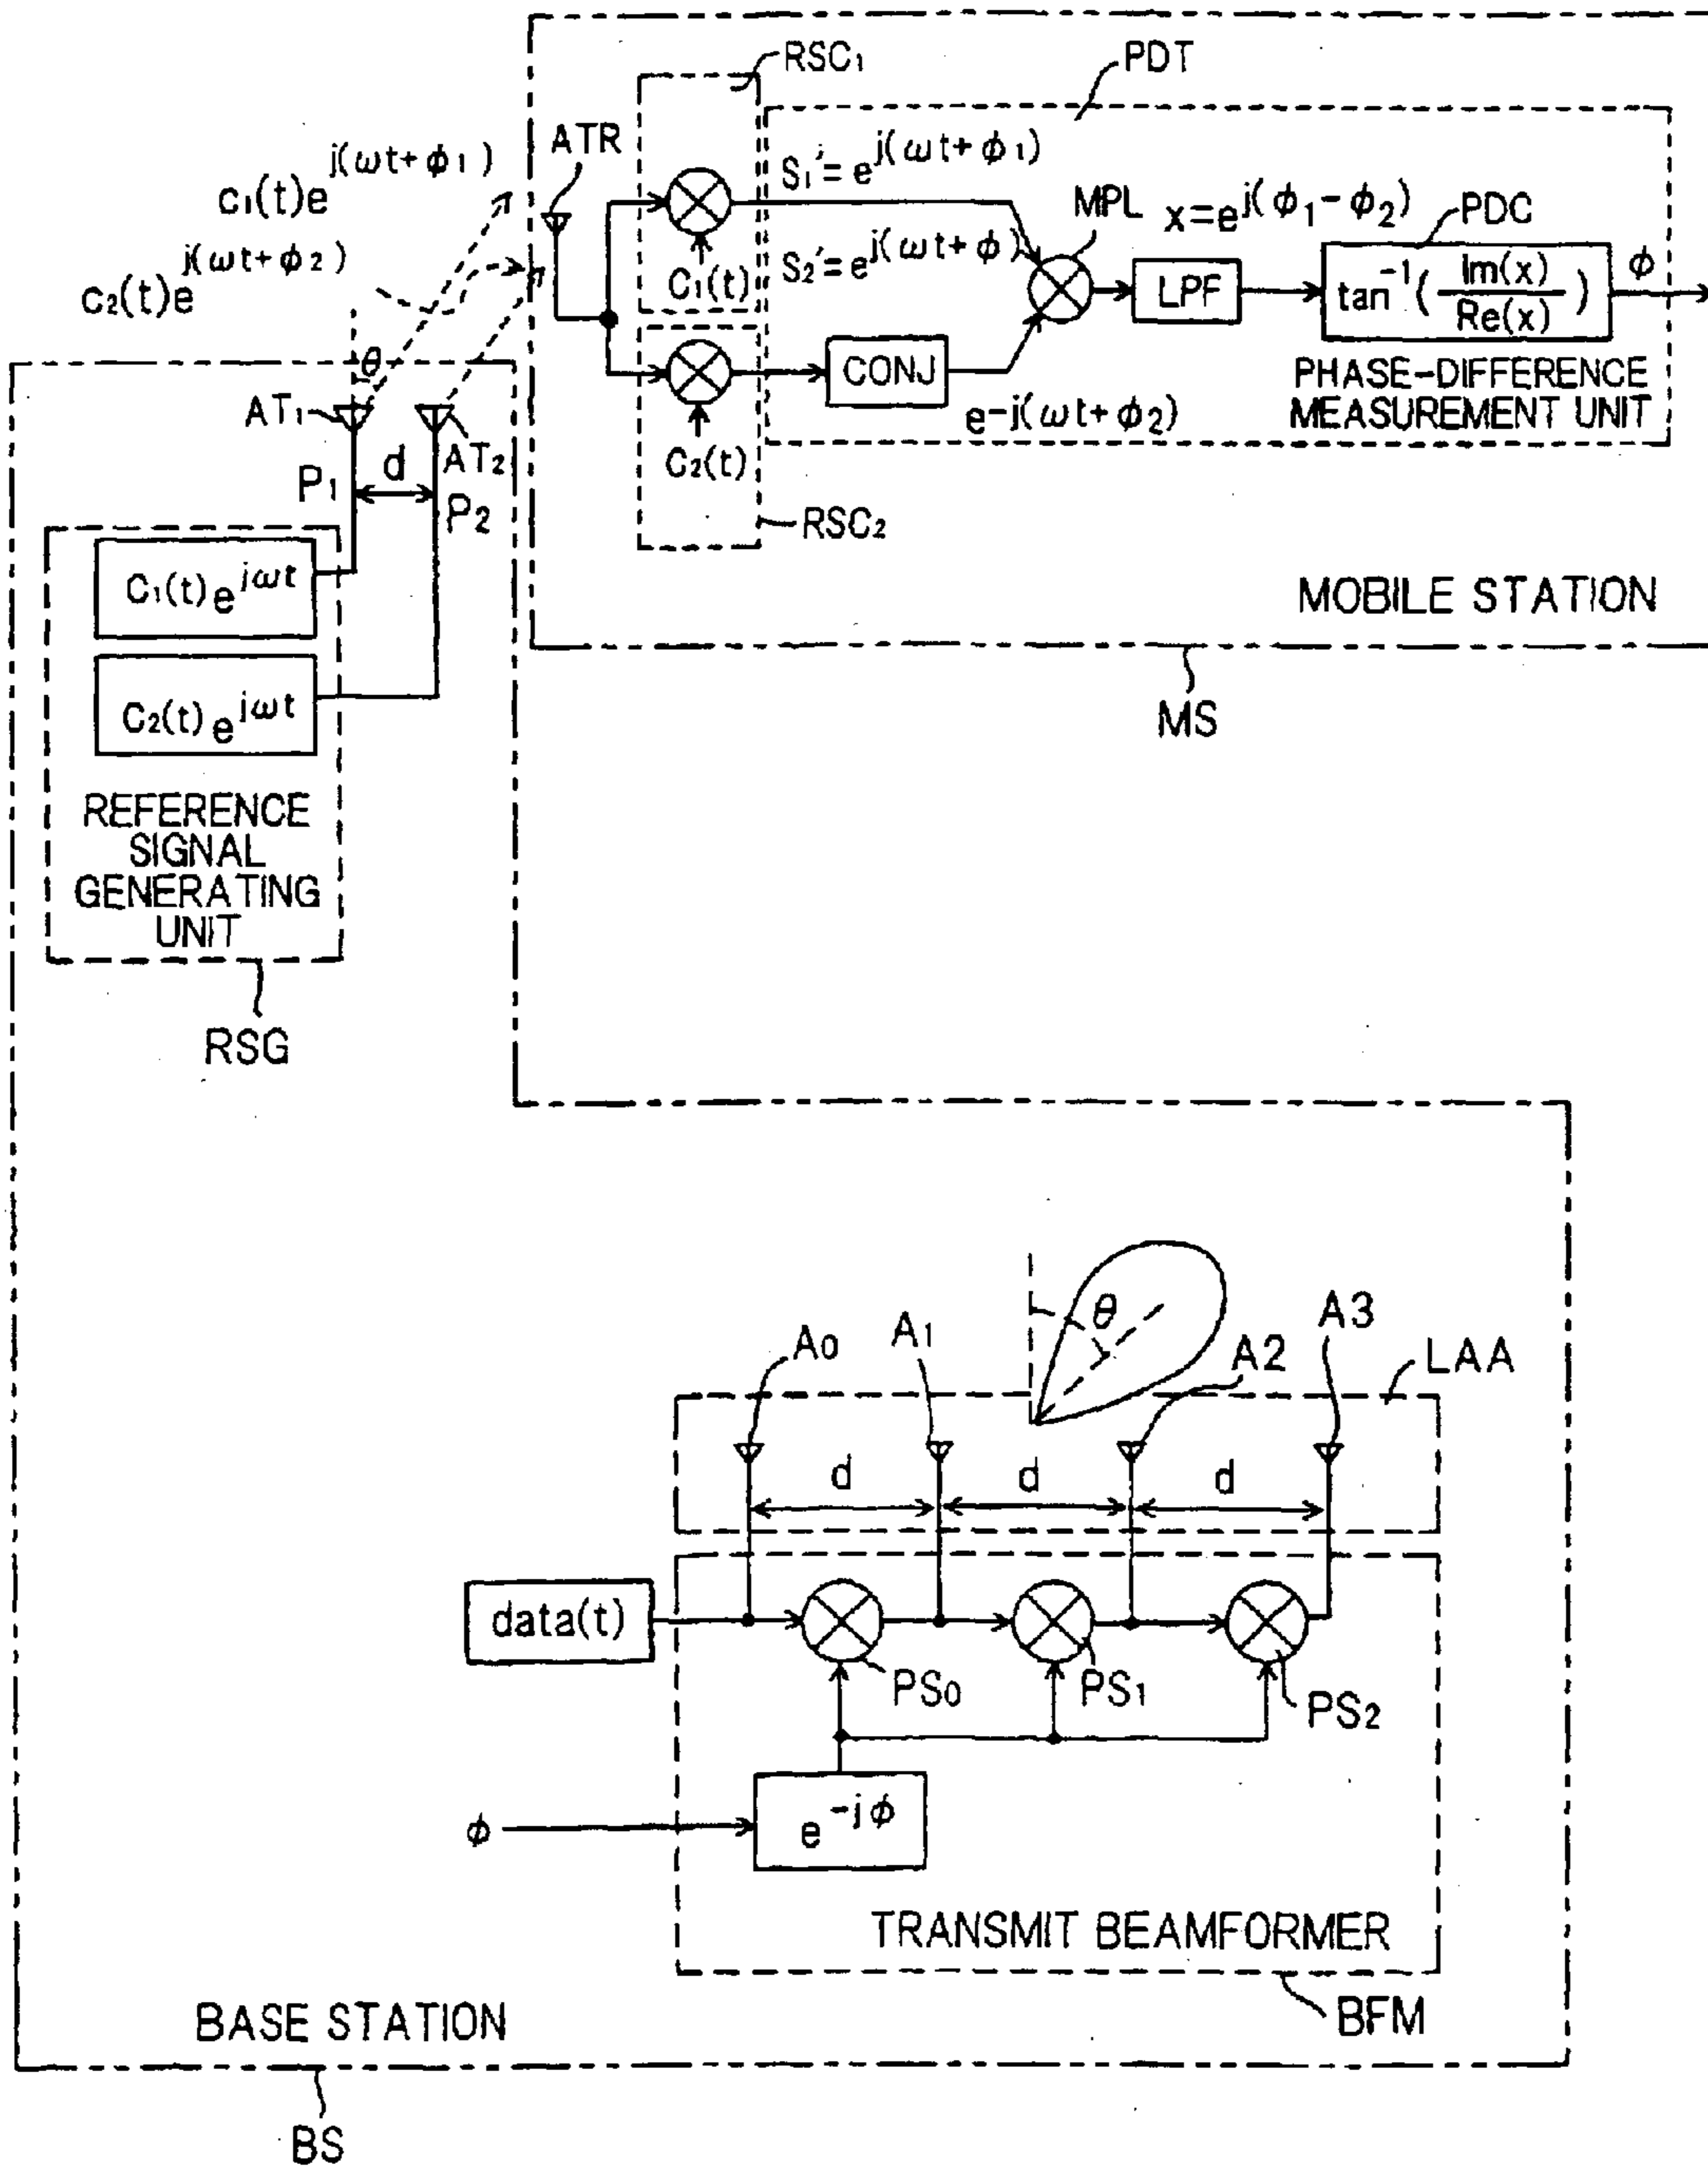 RSC1
PDT
ATR
c1(t)e^j(ωt+ϕ1)
c2(t)e^j(ωt+ϕ2)
S1'=e^j(ωt+ϕ1)
MPL
x=e^j(ϕ1-ϕ2)
PDC
S2'=e^j(ωt+ϕ)
C1(t)
LPF
tan^-1(Im(x)/Re(x))
ϕ
CONJ
e-j(ωt+ϕ2)
C2(t)
PHASE-DIFFERENCE
MEASUREMENT UNIT
RSC2
MOBILE STATION
MS
θ
AT1
AT2
P1
d
P2
C1(t)e^jωt
C2(t)e^jωt
REFERENCE
SIGNAL
GENERATING
UNIT
RSG
θ
A0
A1
A2
A3
LAA
d
d
d
data(t)
PS0
PS1
PS2
ϕ
e^-jϕ
TRANSMIT BEAMFORMER
BFM
BASE STATION
BS